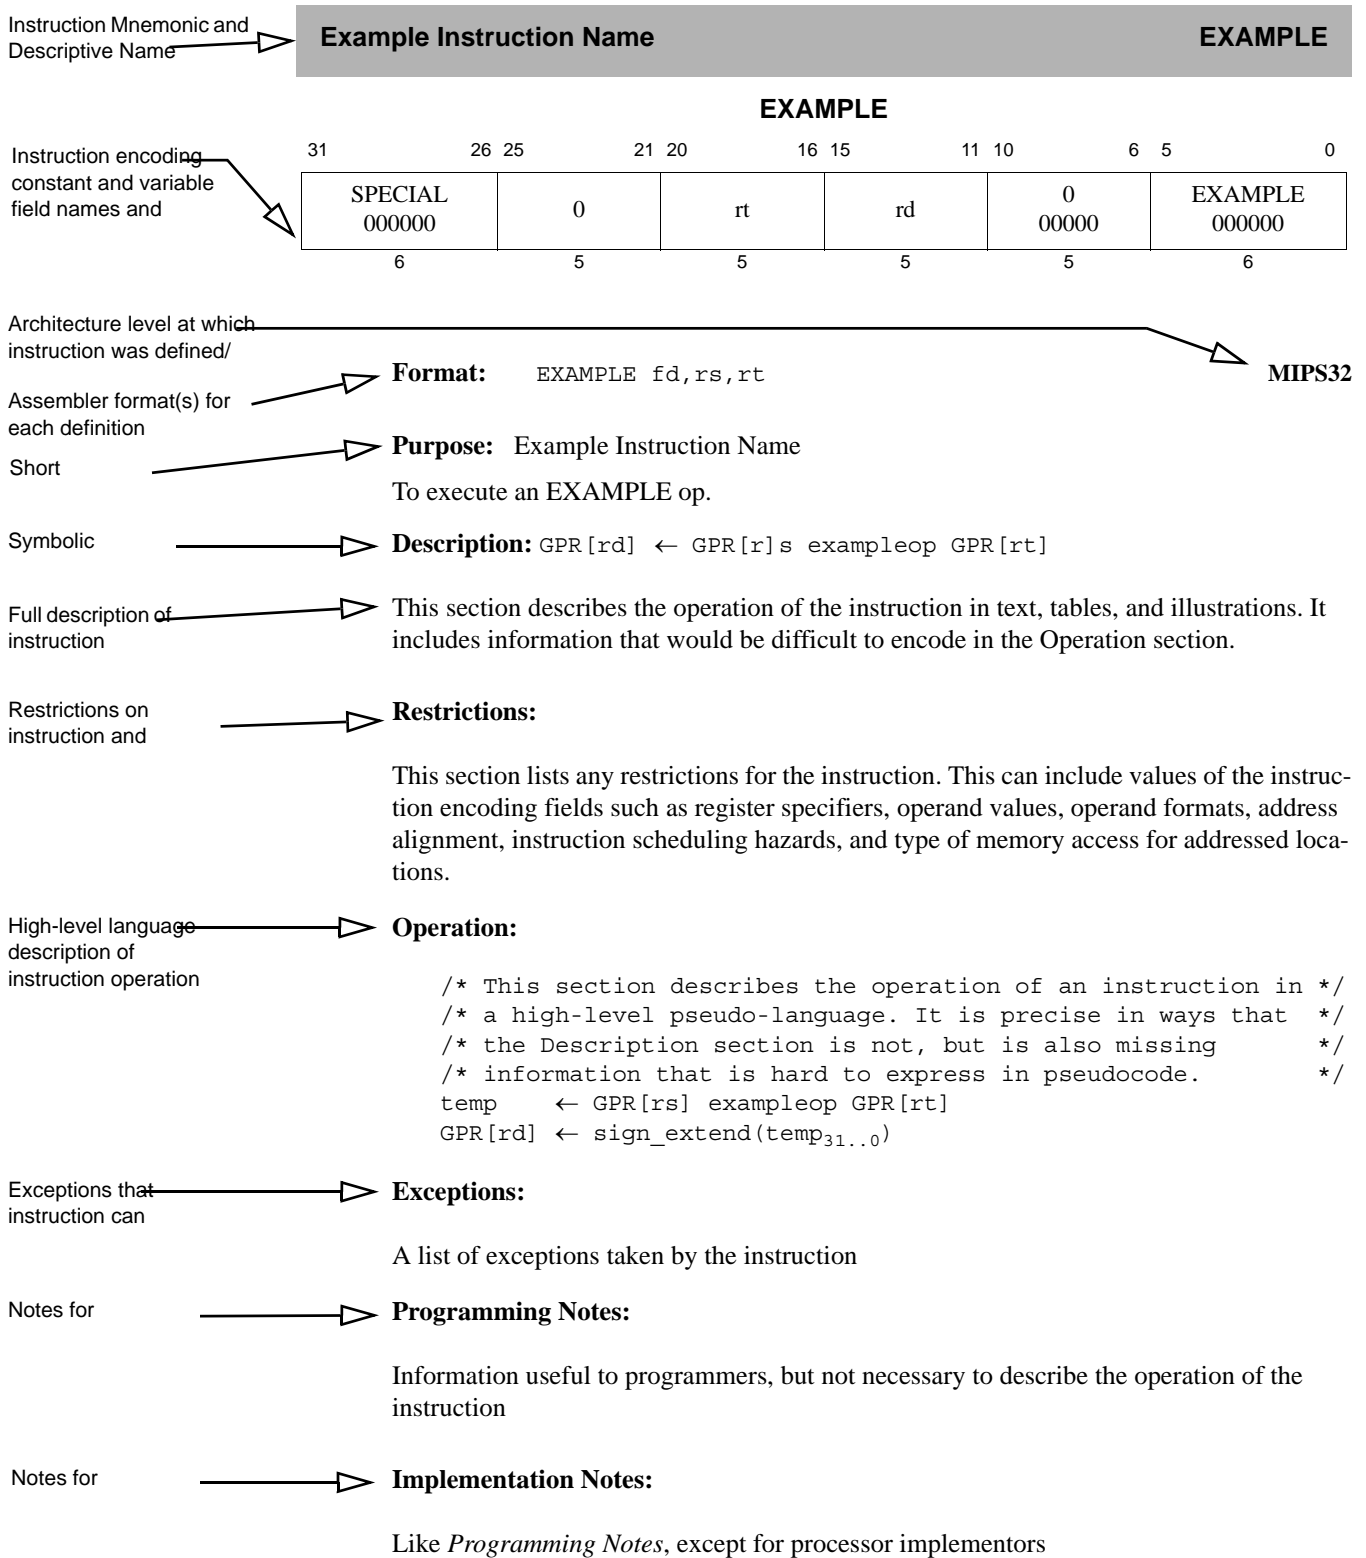 Instruction Mnemonic and
Descriptive Name
Example Instruction Name EXAMPLE
EXAMPLE
31 26 25 21 20 16 15 11 10 6 5 0
Instruction encoding
constant and variable
field names and
SPECIAL
000000
0
rt
rd
0
00000
EXAMPLE
000000
6 5 5 5 5 6
Architecture level at which
instruction was defined/
Format: EXAMPLE fd,rs,rt MIPS32
Assembler format(s) for
each definition
Purpose: Example Instruction Name
Short
To execute an EXAMPLE op.
Symbolic
Description: GPR[rd] ← GPR[r]s exampleop GPR[rt]
Full description of
instruction
This section describes the operation of the instruction in text, tables, and illustrations. It
includes information that would be difficult to encode in the Operation section.
Restrictions on
instruction and
Restrictions:
This section lists any restrictions for the instruction. This can include values of the instruc-
tion encoding fields such as register specifiers, operand values, operand formats, address
alignment, instruction scheduling hazards, and type of memory access for addressed loca-
tions.
High-level language
description of
instruction operation
Operation:
/* This section describes the operation of an instruction in */
/* a high-level pseudo-language. It is precise in ways that */
/* the Description section is not, but is also missing */
/* information that is hard to express in pseudocode. */
temp ← GPR[rs] exampleop GPR[rt]
GPR[rd] ← sign_extend(temp31..0)
Exceptions that
instruction can
Exceptions:
A list of exceptions taken by the instruction
Notes for
Programming Notes:
Information useful to programmers, but not necessary to describe the operation of the
instruction
Notes for
Implementation Notes:
Like Programming Notes, except for processor implementors